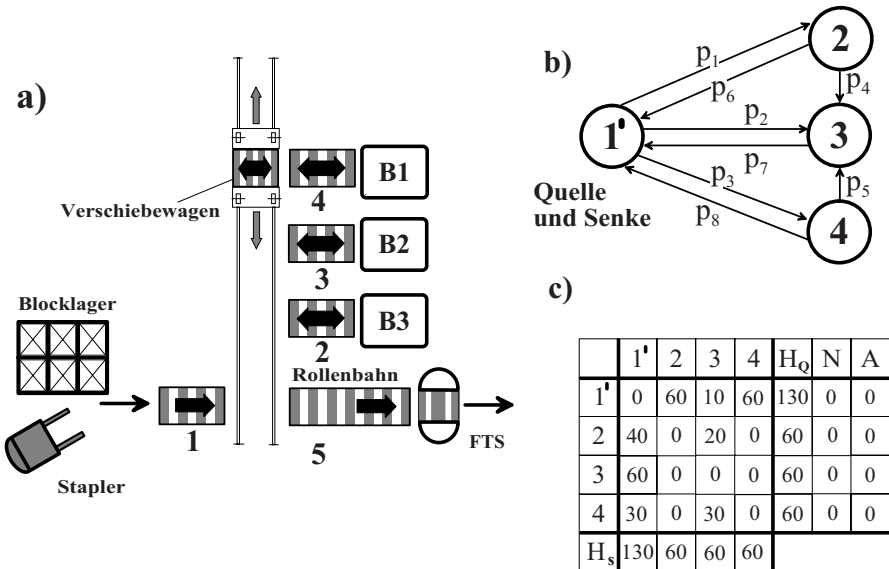 a)
Verschiebewagen
B1
4
B2
3
B3
2
Blocklager
Rollenbahn
1
5
FTS
Stapler
b)
2
p1
p6
p4
1'
p2
3
p7
p3
p5
p8
4
Quelle
und Senke
c)
1' 2 3 4 HQ N A
1' 0 60 10 60 130 0 0
2 40 0 20 0 60 0 0
3 60 0 0 0 60 0 0
4 30 0 30 0 60 0 0
Hs 130 60 60 60